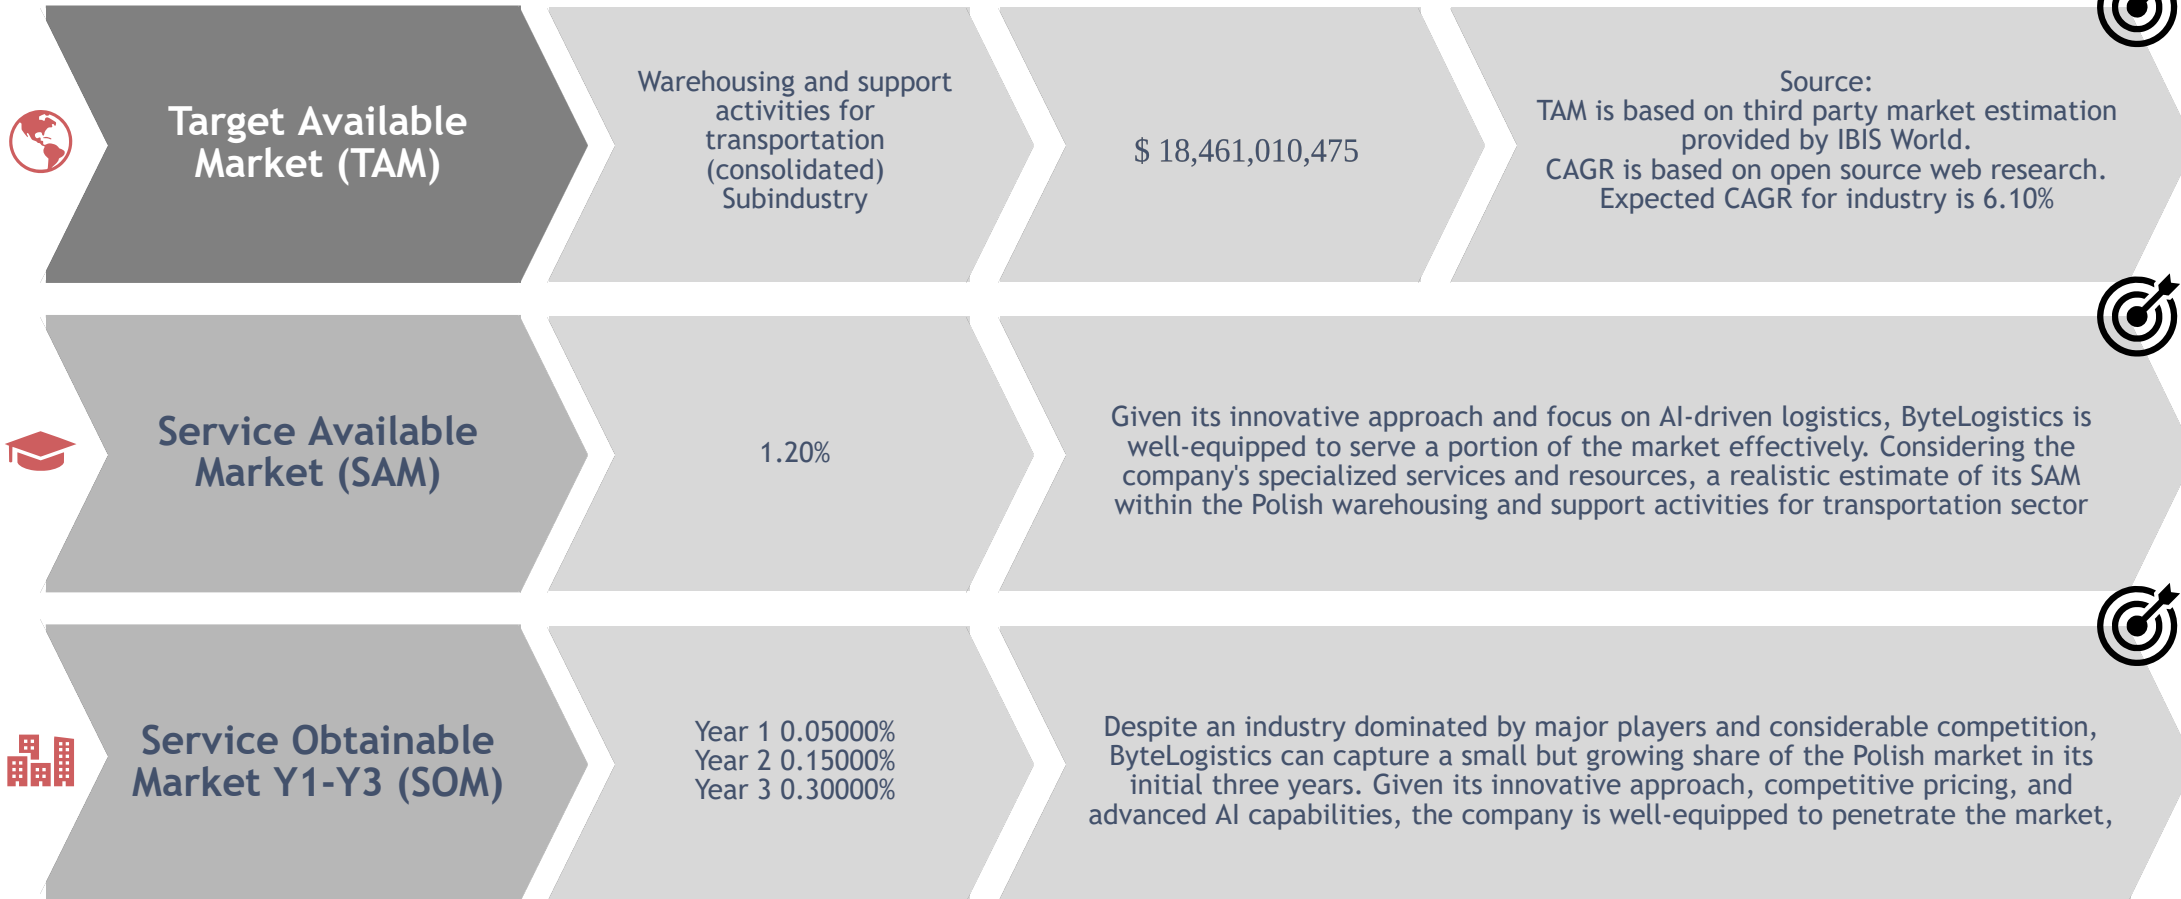 Target Available
Market (TAM)
Warehousing and support
activities for
transportation
(consolidated)
Subindustry
$ 18,461,010,475
Source:
TAM is based on third party market estimation
provided by IBIS World.
CAGR is based on open source web research.
Expected CAGR for industry is 6.10%
Service Available
Market (SAM)
1.20%
Given its innovative approach and focus on AI-driven logistics, ByteLogistics is
well-equipped to serve a portion of the market effectively. Considering the
company's specialized services and resources, a realistic estimate of its SAM
within the Polish warehousing and support activities for transportation sector
Service Obtainable
Market Y1-Y3 (SOM)
Year 1 0.05000%
Year 2 0.15000%
Year 3 0.30000%
Despite an industry dominated by major players and considerable competition,
ByteLogistics can capture a small but growing share of the Polish market in its
initial three years. Given its innovative approach, competitive pricing, and
advanced AI capabilities, the company is well-equipped to penetrate the market,